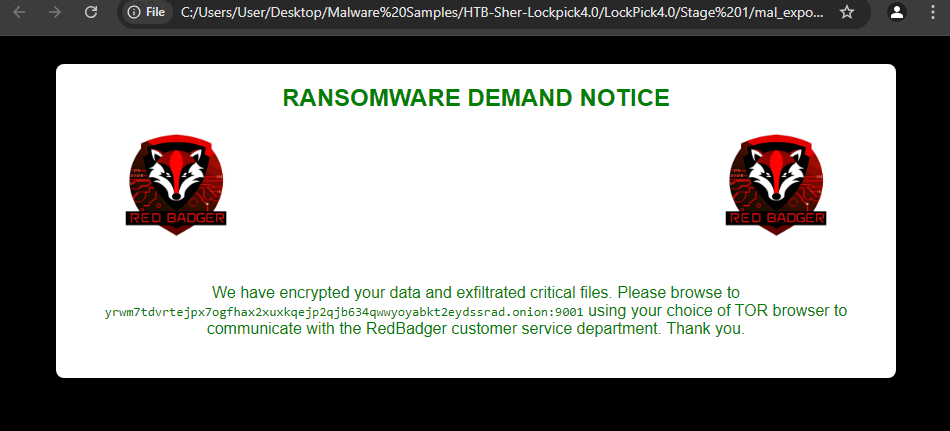 File
C:/Users/User/Desktop/Malware%20Samples/HTB-Sher-Lockpick4.0/LockPick4.0/Stage%201/mal_expo...
RANSOMWARE DEMAND NOTICE
RED BADGER
RED BADGER
We have encrypted your data and exfiltrated critical files. Please browse to
yrwm7tdvrtejpx7ogfhax2xuxkqejp2qjb634qwwyoyabkt2eydssrad.onion:9001 using your choice of TOR browser to
communicate with the RedBadger customer service department. Thank you.